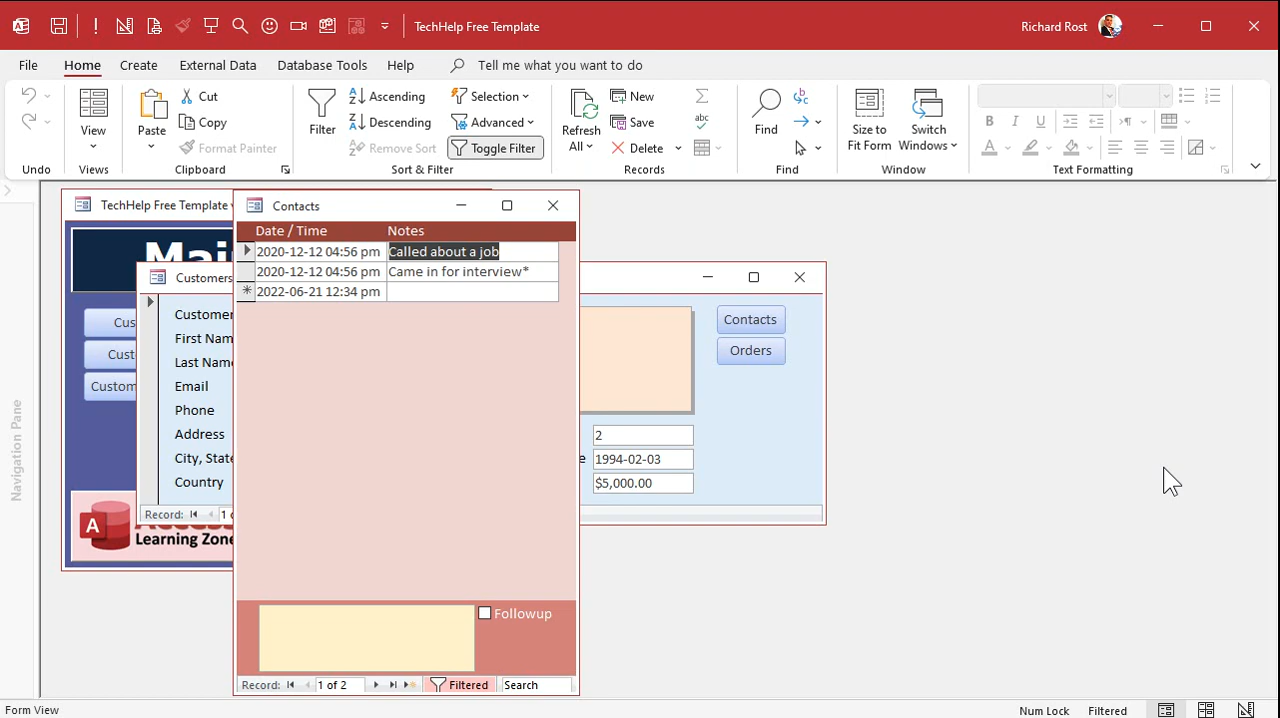 TechHelp Free Template
Richard Rost
File
Home
Create
External Data
Database Tools
Help
Tell me what you want to do
View
Paste
Cut
Copy
Format Painter
Filter
Ascending
Descending
Remove Sort
Selection
Advanced
Toggle Filter
Refresh
All
New
Save
Delete
Find
Size to
Fit Form
Switch
Windows
B
I
U
A
Undo
Views
Clipboard
Sort & Filter
Records
Find
Window
Text Formatting
Navigation Pane
TechHelp Free Template
Cus
Cust
Custom
A
Learning Zone
Customers
Customer
First Nam
Last Name
Email
Phone
Address
City, State
Country
Record:
Contacts
Orders
2
e 1994-02-03
$5,000.00
Contacts
Date / Time Notes
2020-12-12 04:56 pm Called about a job
2020-12-12 04:56 pm Came in for interview*
* 2022-06-21 12:34 pm
Followup
Record: 1 of 2 Filtered Search
Form View
Num Lock
Filtered